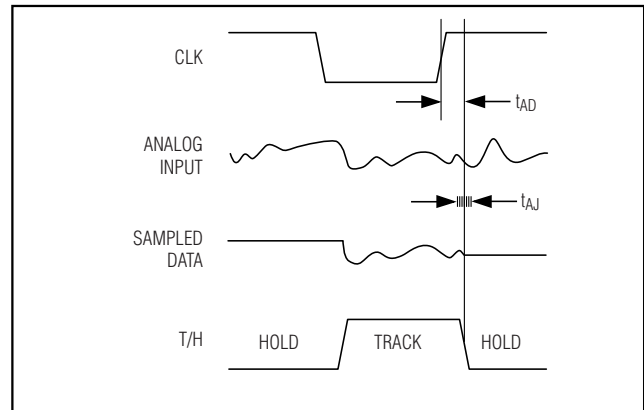 CLK
tAD
ANALOG
INPUT
tAJ
SAMPLED
DATA
T/H
HOLD
TRACK
HOLD